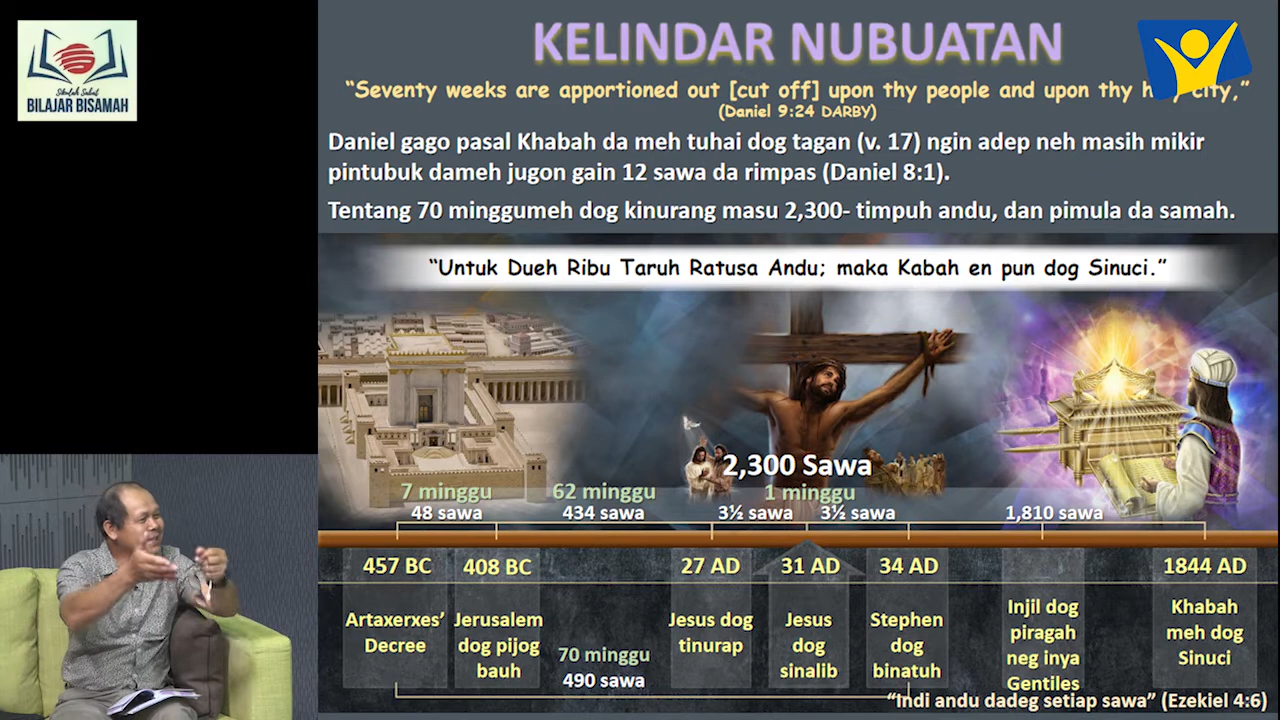 Sikolah Sabat
BILAJAR BISAMAH
KELINDAR NUBUATAN
“Seventy weeks are apportioned out [cut off] upon thy people and upon thy city,”
(Daniel 9:24 DARBY)
Daniel gago pasal Khabah da meh tuhai dog tagan (v. 17) ngin adep neh masih mikir
pintubuk dameh jugon gain 12 sawa da rimpas (Daniel 8:1).
Tentang 70 minggumeh dog kinurang masu 2,300- timpuh andu, dan pimula da samah.
“Untuk Dueh Ribu Taruh Ratusa Andu; maka Kabah en pun dog Sinuci.”
2,300 Sawa
7 minggu 62 minggu 1 minggu
48 sawa 434 sawa 3½ sawa 3½ sawa 1,810 sawa
457 BC 408 BC 27 AD 31 AD 34 AD 1844 AD
Artaxerxes’
Decree
Jerusalem
dog pijog
bauh
70 minggu
490 sawa
Jesus dog
tinurap
Jesus
dog
sinalib
Stephen
dog
binatuh
Injil dog
piragah
neg inya
Gentiles
Khabah
meh dog
Sinuci
“Indi andu dadeg setiap sawa” (Ezekiel 4:6)